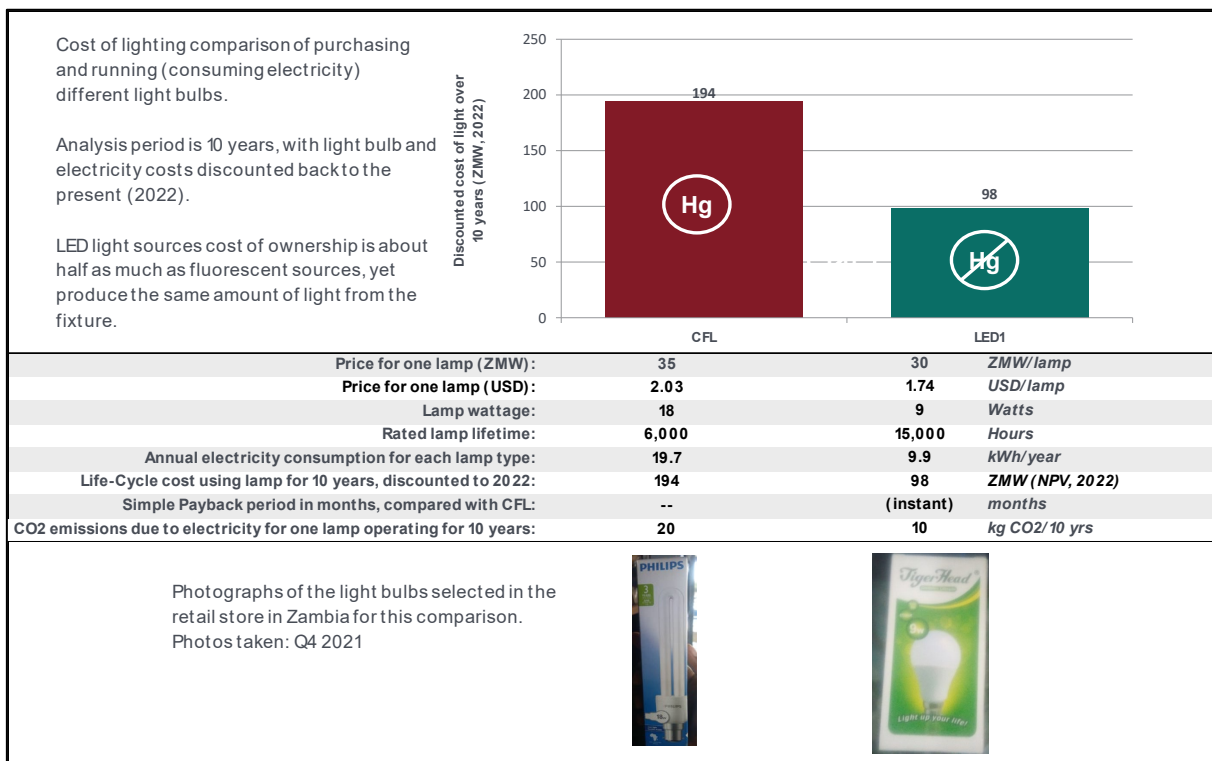 Cost of lighting comparison of purchasing
and running (consuming electricity)
different light bulbs.
Analysis period is 10 years, with light bulb and
electricity costs discounted back to the
present (2022).
LED light sources cost of ownership is about
half as much as fluorescent sources, yet
produce the same amount of light from the
fixture.
Discounted cost of light over
10 years (ZMW, 2022)
250
200
150
100
50
0
194
98
Hg
Hg
CFL
LED1
Price for one lamp (ZMW): 35 30 ZMW/lamp
Price for one lamp (USD): 2.03 1.74 USD/lamp
Lamp wattage: 18 9 Watts
Rated lamp lifetime: 6,000 15,000 Hours
Annual electricity consumption for each lamp type: 19.7 9.9 kWh/year
Life-Cycle cost using lamp for 10 years, discounted to 2022: 194 98 ZMW (NPV, 2022)
Simple Payback period in months, compared with CFL: -- (instant) months
CO2 emissions due to electricity for one lamp operating for 10 years: 20 10 kg CO2/10 yrs
Photographs of the light bulbs selected in the
retail store in Zambia for this comparison.
Photos taken: Q4 2021
PHILIPS
3
PHILIPS
TigerHead
9w
Light up your life!